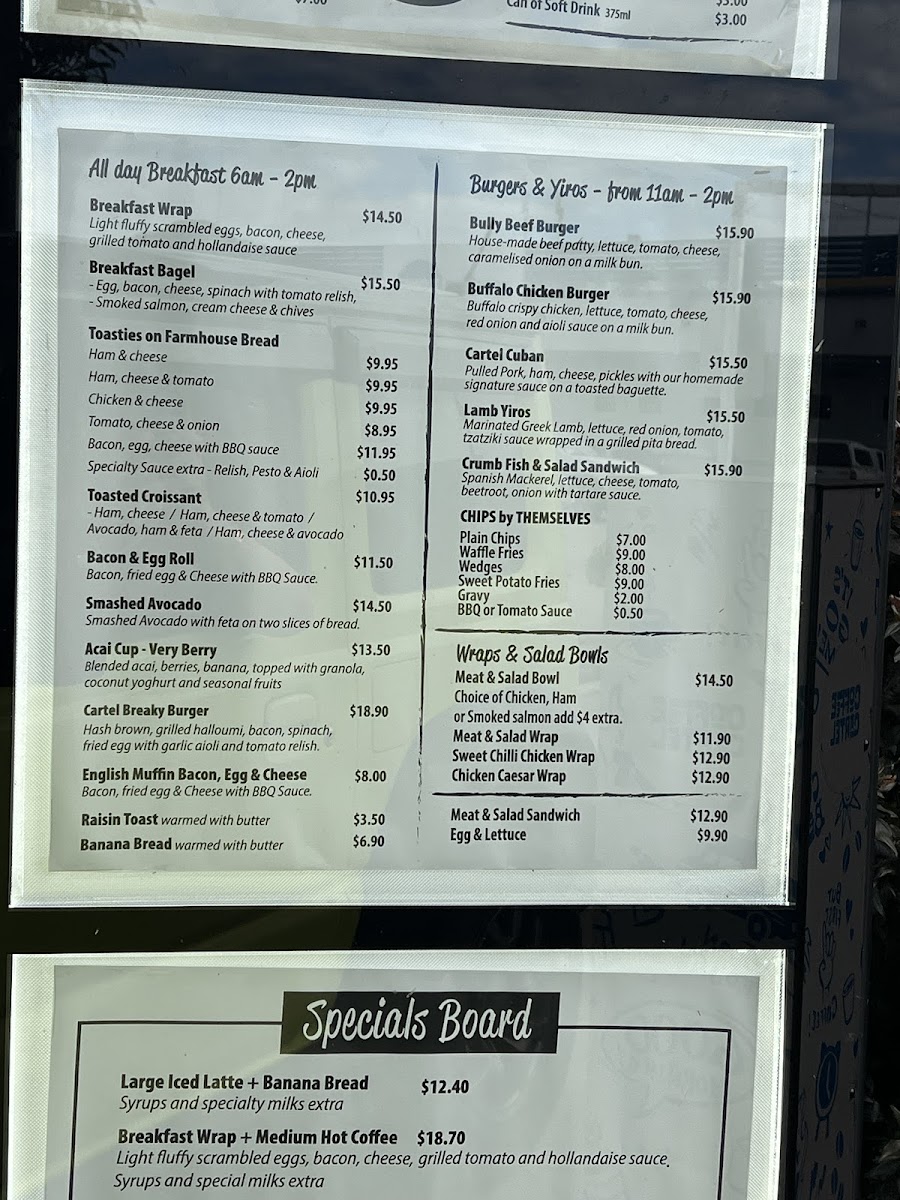 $7.00
Can of Soft Drink 375ml
$3.00
$3.00
All day Breakfast 6am - 2pm
Breakfast Wrap $14.50
Light fluffy scrambled eggs, bacon, cheese,
grilled tomato and hollandaise sauce
Breakfast Bagel $15.50
- Egg, bacon, cheese, spinach with tomato relish,
- Smoked salmon, cream cheese & chives
Toasties on Farmhouse Bread
Ham & cheese $9.95
Ham, cheese & tomato $9.95
Chicken & cheese $9.95
Tomato, cheese & onion $8.95
Bacon, egg, cheese with BBQ sauce $11.95
Specialty Sauce extra - Relish, Pesto & Aioli $0.50
Toasted Croissant $10.95
- Ham, cheese / Ham, cheese & tomato /
Avocado, ham & feta / Ham, cheese & avocado
Bacon & Egg Roll $11.50
Bacon, fried egg & Cheese with BBQ Sauce.
Smashed Avocado $14.50
Smashed Avocado with feta on two slices of bread.
Acai Cup - Very Berry $13.50
Blended acai, berries, banana, topped with granola,
coconut yoghurt and seasonal fruits
Cartel Breaky Burger $18.90
Hash brown, grilled halloumi, bacon, spinach,
fried egg with garlic aioli and tomato relish.
English Muffin Bacon, Egg & Cheese $8.00
Bacon, fried egg & Cheese with BBQ Sauce.
Raisin Toast warmed with butter $3.50
Banana Bread warmed with butter $6.90
Burgers & Yiros - from 11am - 2pm
Bully Beef Burger $15.90
House-made beef patty, lettuce, tomato, cheese,
caramelised onion on a milk bun.
Buffalo Chicken Burger $15.90
Buffalo crispy chicken, lettuce, tomato, cheese,
red onion and aioli sauce on a milk bun.
Cartel Cuban $15.50
Pulled Pork, ham, cheese, pickles with our homemade
signature sauce on a toasted baguette.
Lamb Yiros $15.50
Marinated Greek Lamb, lettuce, red onion, tomato,
tzatziki sauce wrapped in a grilled pita bread.
Crumb Fish & Salad Sandwich $15.90
Spanish Mackerel, lettuce, cheese, tomato,
beetroot, onion with tartare sauce.
CHIPS by THEMSELVES
Plain Chips $7.00
Waffle Fries $9.00
Wedges $8.00
Sweet Potato Fries $9.00
Gravy $2.00
BBQ or Tomato Sauce $0.50
Wraps & Salad Bowls
Meat & Salad Bowl $14.50
Choice of Chicken, Ham
or Smoked salmon add $4 extra.
Meat & Salad Wrap $11.90
Sweet Chilli Chicken Wrap $12.90
Chicken Caesar Wrap $12.90
Meat & Salad Sandwich $12.90
Egg & Lettuce $9.90
COFFEE
CARTEL
Specials Board
Large Iced Latte + Banana Bread $12.40
Syrups and specialty milks extra
Breakfast Wrap + Medium Hot Coffee $18.70
Light fluffy scrambled eggs, bacon, cheese, grilled tomato and hollandaise sauce.
Syrups and special milks extra